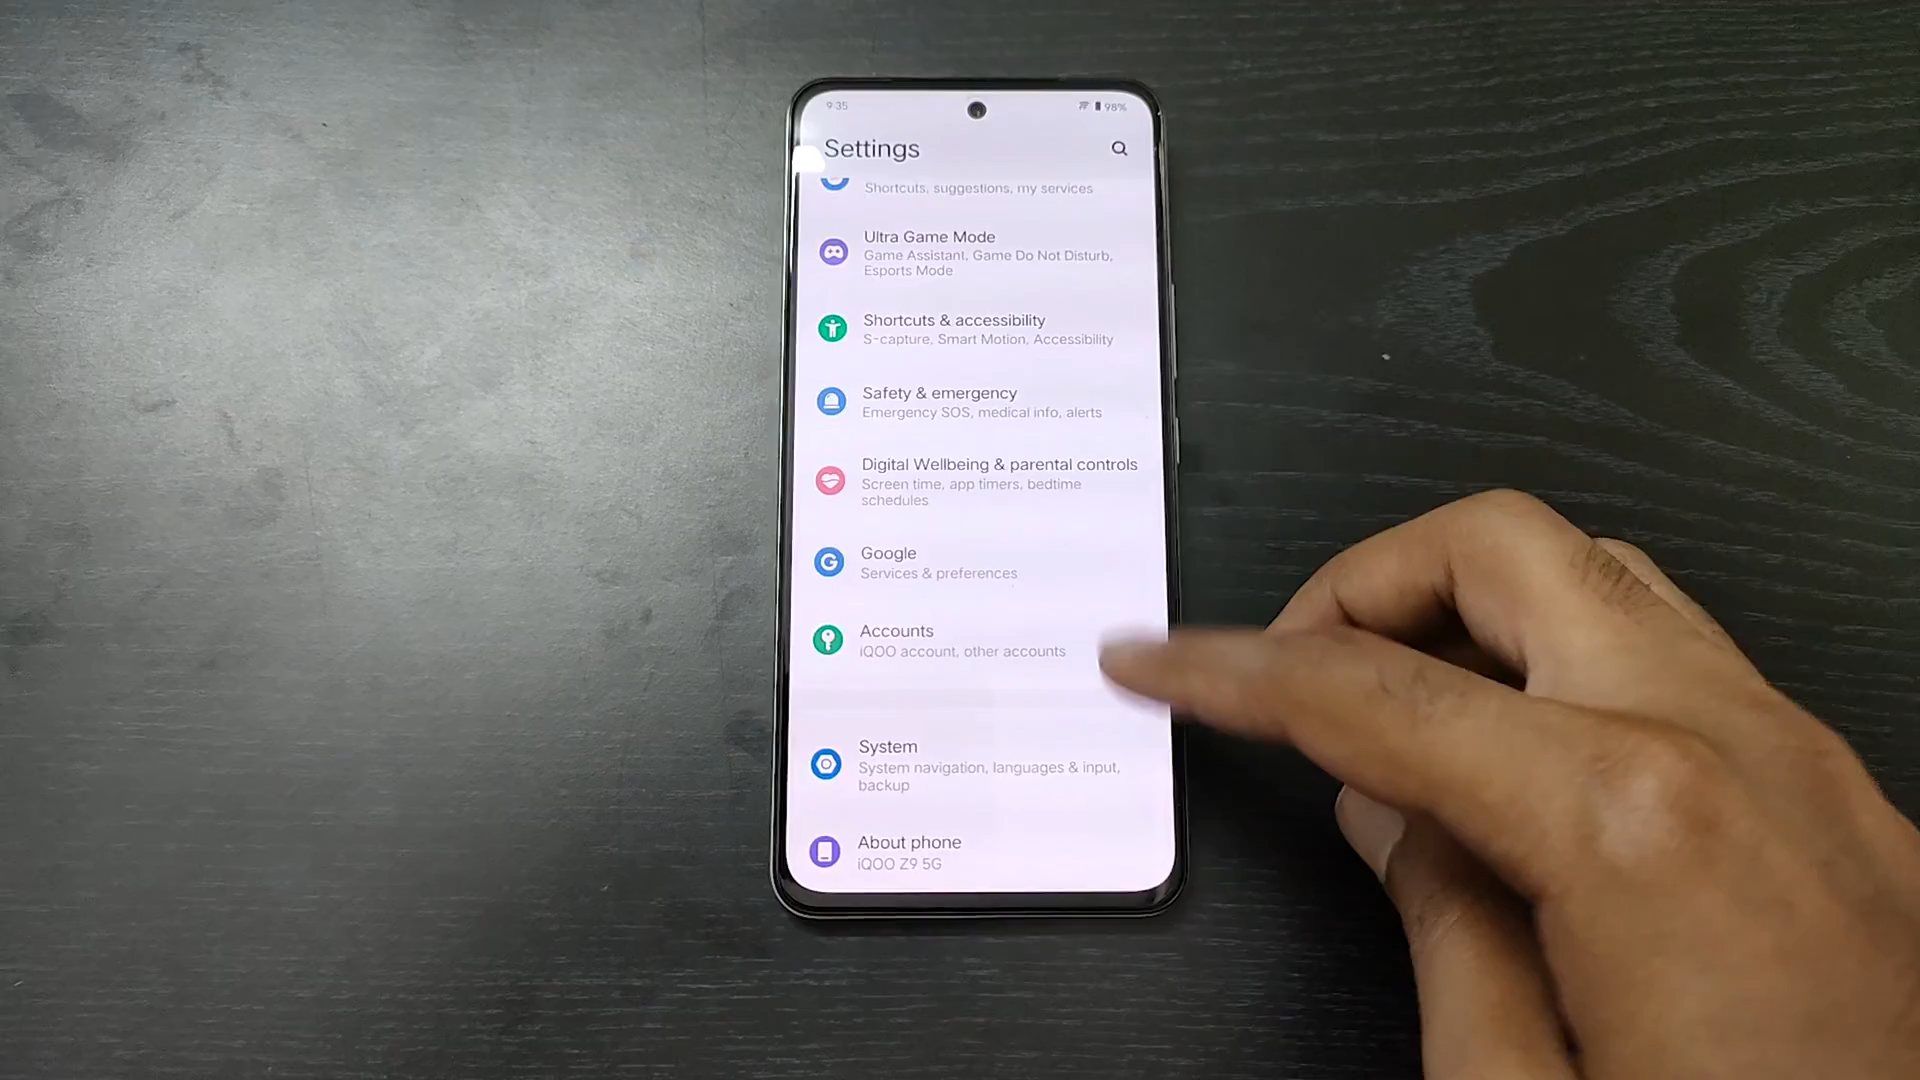 9:35
98%
Settings
Shortcuts, suggestions, my services
Ultra Game Mode
Game Assistant, Game Do Not Disturb,
Esports Mode
Shortcuts & accessibility
S-capture, Smart Motion, Accessibility
Safety & emergency
Emergency SOS, medical info, alerts
Digital Wellbeing & parental controls
Screen time, app timers, bedtime
schedules
Google
Services & preferences
Accounts
iQOO account, other accounts
System
System navigation, languages & input,
backup
About phone
iQOO Z9 5G